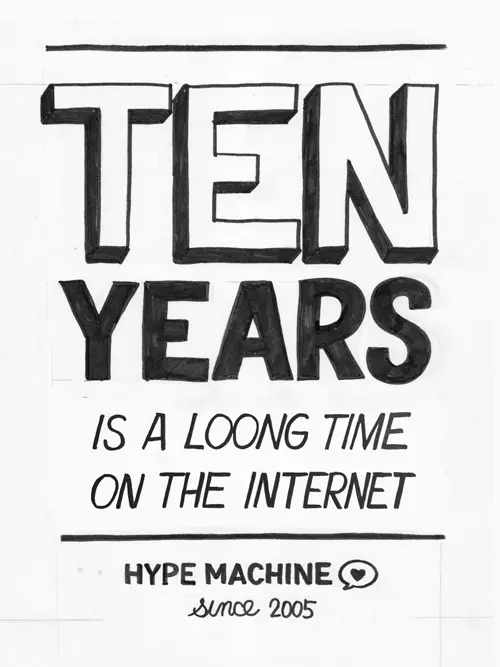 TEN
YEARS
IS A LOONG TIME
ON THE INTERNET
HYPE MACHINE
since 2005